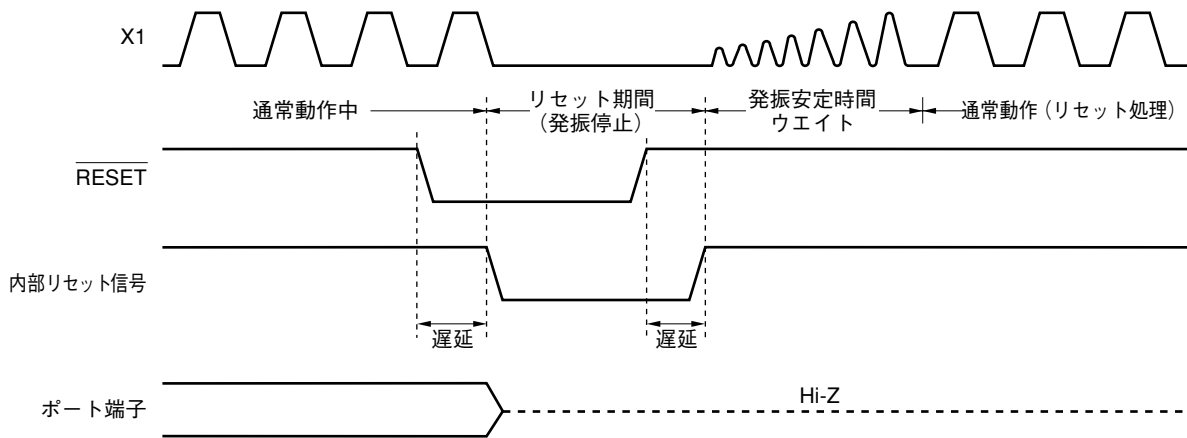 X1
通常動作中
リセット期間
（発振停止）
発振安定時間
ウエイト
通常動作（リセット処理）
RESET
内部リセット信号
遅延
遅延
ポート端子
Hi-Z